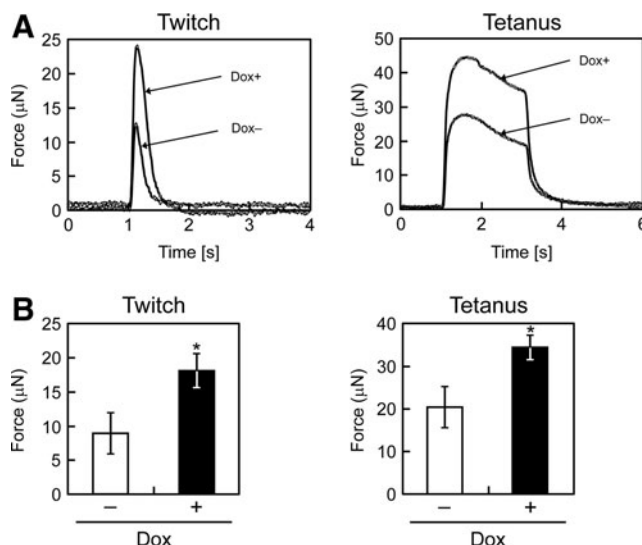 A
Twitch
Force (μN)
25
20
15
10
5
0
Dox+
Dox–
0 1 2 3 4
Time [s]
Tetanus
Force (μN)
50
40
30
20
10
0
Dox+
Dox–
0 2 4 6
Time [s]
B
Twitch
Force (μN)
25
20
15
10
5
0
*
– +
Dox
Tetanus
Force (μN)
40
30
20
10
0
*
– +
Dox